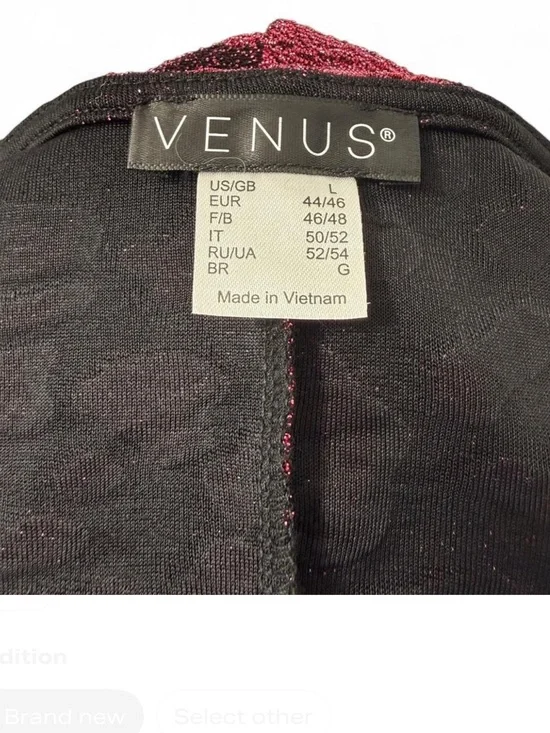 VENUS®
US/GB L
EUR 44/46
F/B 46/48
IT 50/52
RU/UA 52/54
BR G
Made in Vietnam
dition
Brand new Select other